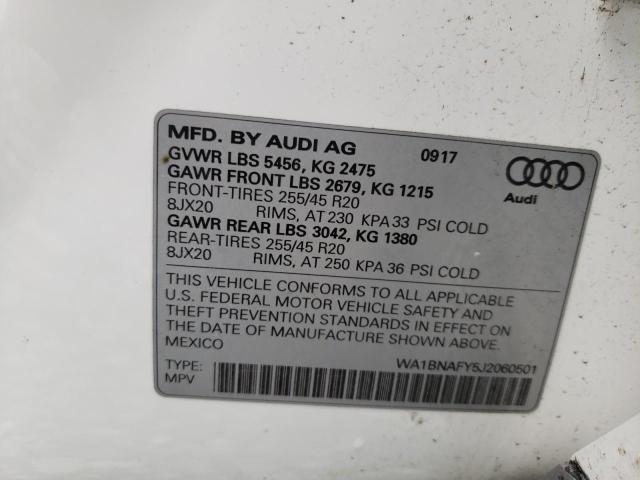 MFD. BY AUDI AG 0917
GVWR LBS 5456, KG 2475
GAWR FRONT LBS 2679, KG 1215
FRONT-TIRES 255/45 R20
8JX20 RIMS, AT 230 KPA 33 PSI COLD
GAWR REAR LBS 3042, KG 1380
REAR-TIRES 255/45 R20
8JX20 RIMS, AT 250 KPA 36 PSI COLD
Audi
THIS VEHICLE CONFORMS TO ALL APPLICABLE
U.S. FEDERAL MOTOR VEHICLE SAFETY AND
THEFT PREVENTION STANDARDS IN EFFECT ON
THE DATE OF MANUFACTURE SHOWN ABOVE.
MEXICO
WA1BNAFY5J2060501
TYPE:
MPV